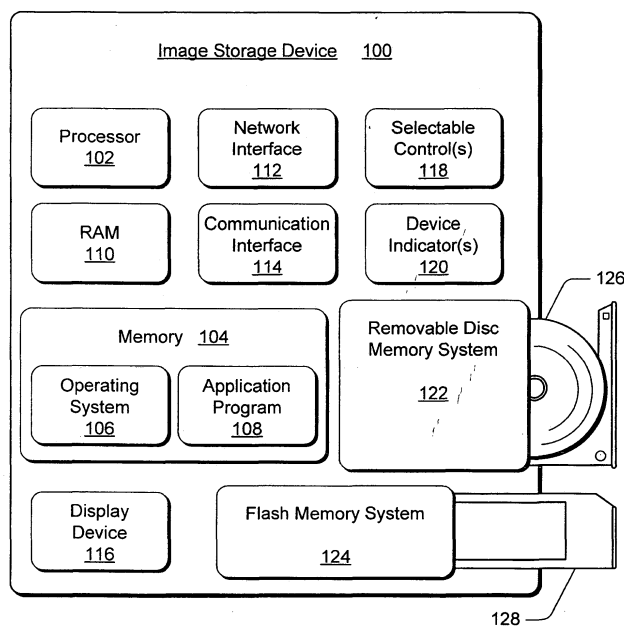 Image Storage Device 100
Processor
102
Network
Interface
112
Selectable
Control(s)
118
RAM
110
Communication
Interface
114
Device
Indicator(s)
120
126
Memory 104
Operating
System
106
Application
Program
108
Removable Disc
Memory System
122
Display
Device
116
Flash Memory System
124
128